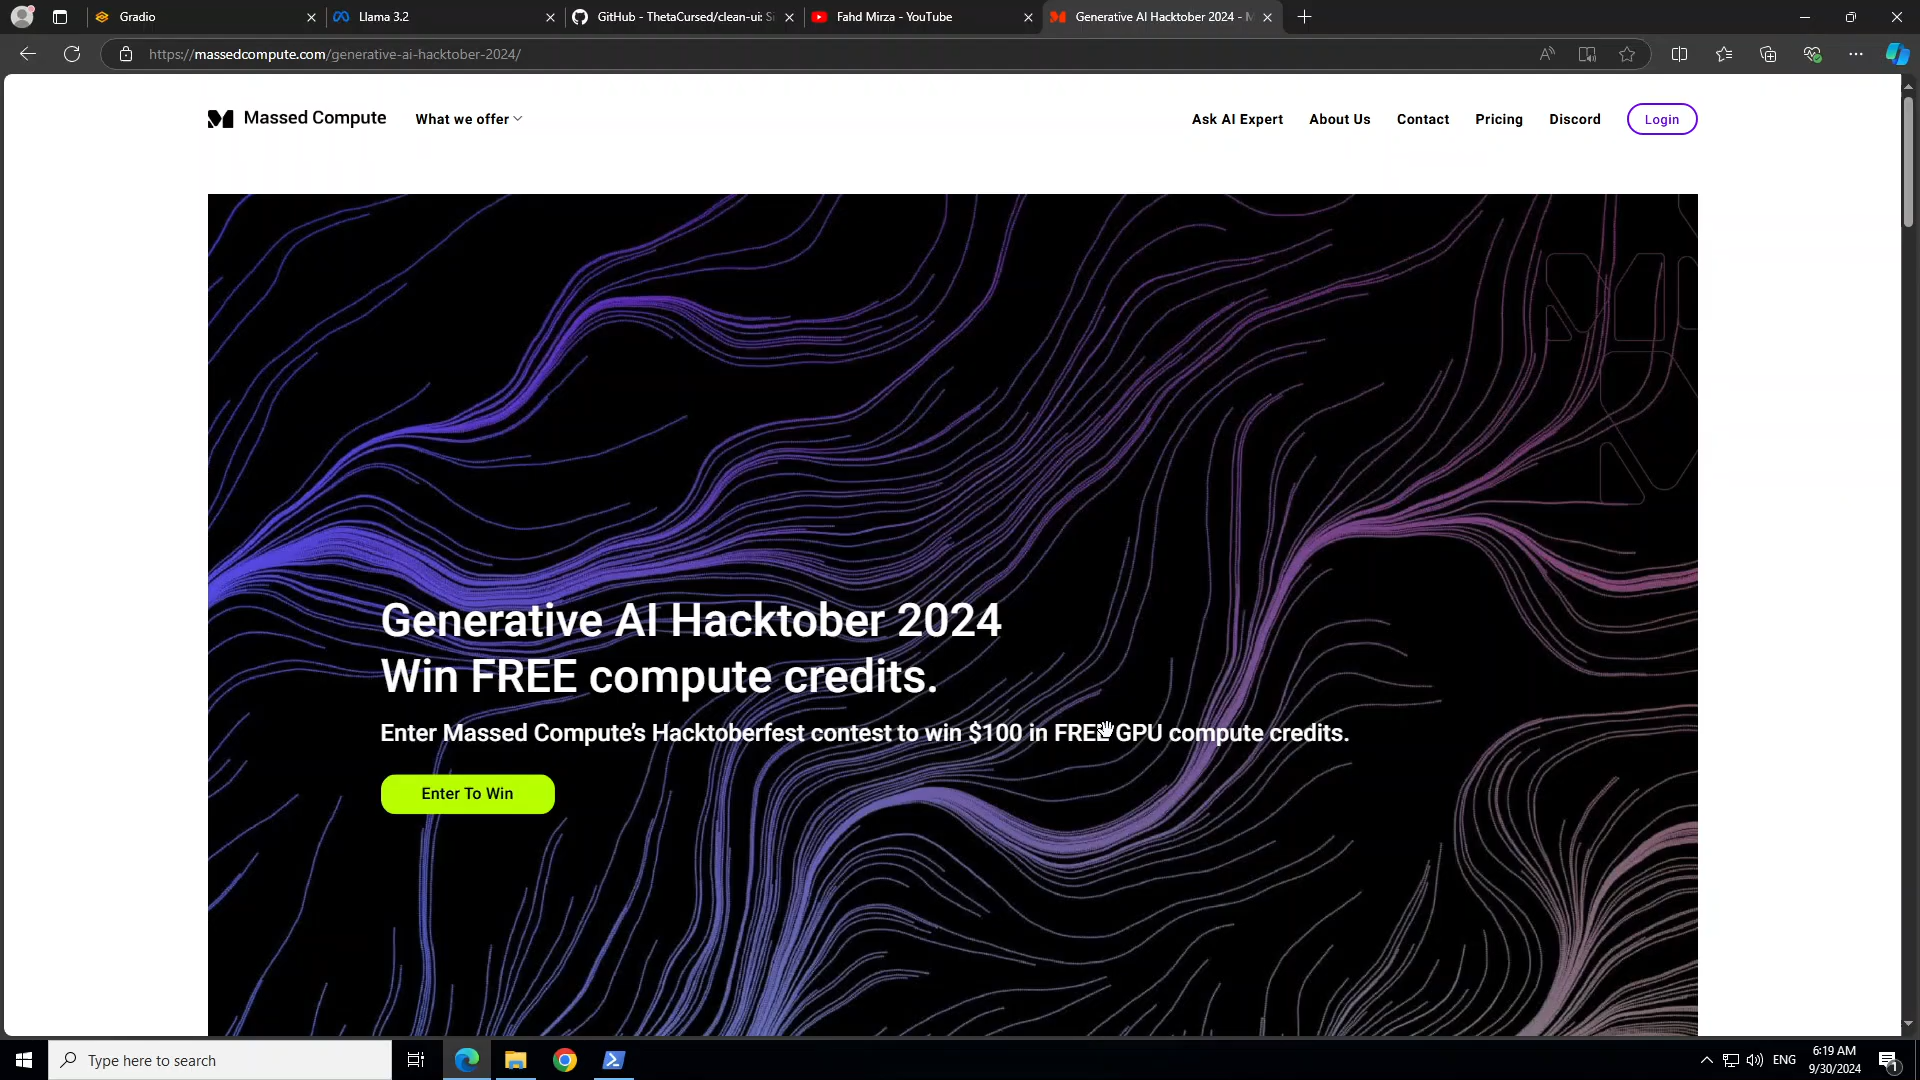 Gradio
Llama 3.2
GitHub - ThetaCursed/clean-ui: Si
Fahd Mirza - YouTube
Generative AI Hacktober 2024 - M
https://massedcompute.com/generative-ai-hacktober-2024/
Massed Compute
What we offer
Ask AI Expert
About Us
Contact
Pricing
Discord
Login
Generative AI Hacktober 2024
Win FREE compute credits.
Enter Massed Compute’s Hacktoberfest contest to win $100 in FREE GPU compute credits.
Enter To Win
Type here to search
ENG
6:19 AM
9/30/2024
1